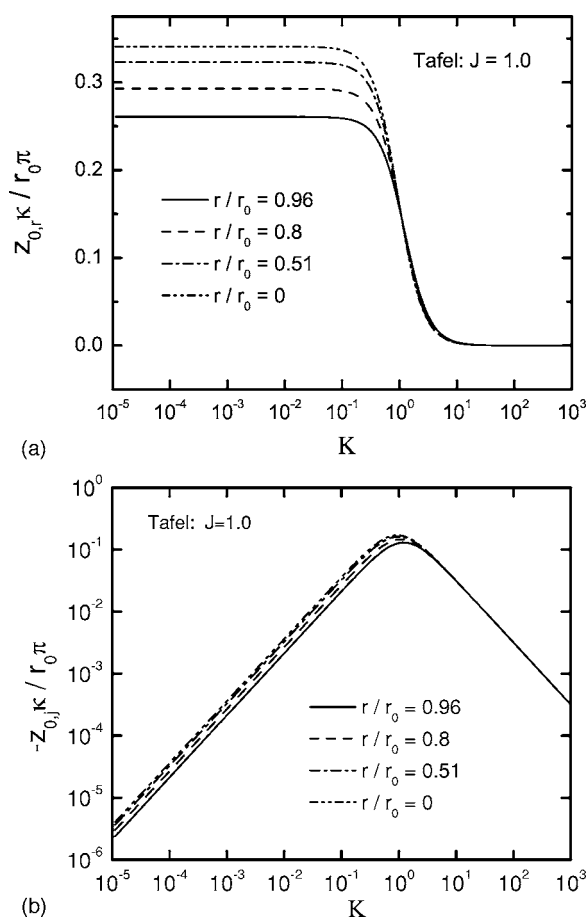 (a)
Tafel: J = 1.0
z₀,ᵣκ / r₀π
0.3
0.2
0.1
0.0
r / r₀ = 0.96
r / r₀ = 0.8
r / r₀ = 0.51
r / r₀ = 0
10⁻⁵ 10⁻⁴ 10⁻³ 10⁻² 10⁻¹ 10⁰ 10¹ 10² 10³
K
(b)
Tafel: J=1.0
-z₀,ⱼκ / r₀π
10⁰
10⁻¹
10⁻²
10⁻³
10⁻⁴
10⁻⁵
10⁻⁶
r / r₀ = 0.96
r / r₀ = 0.8
r / r₀ = 0.51
r / r₀ = 0
10⁻⁵ 10⁻⁴ 10⁻³ 10⁻² 10⁻¹ 10⁰ 10¹ 10² 10³
K